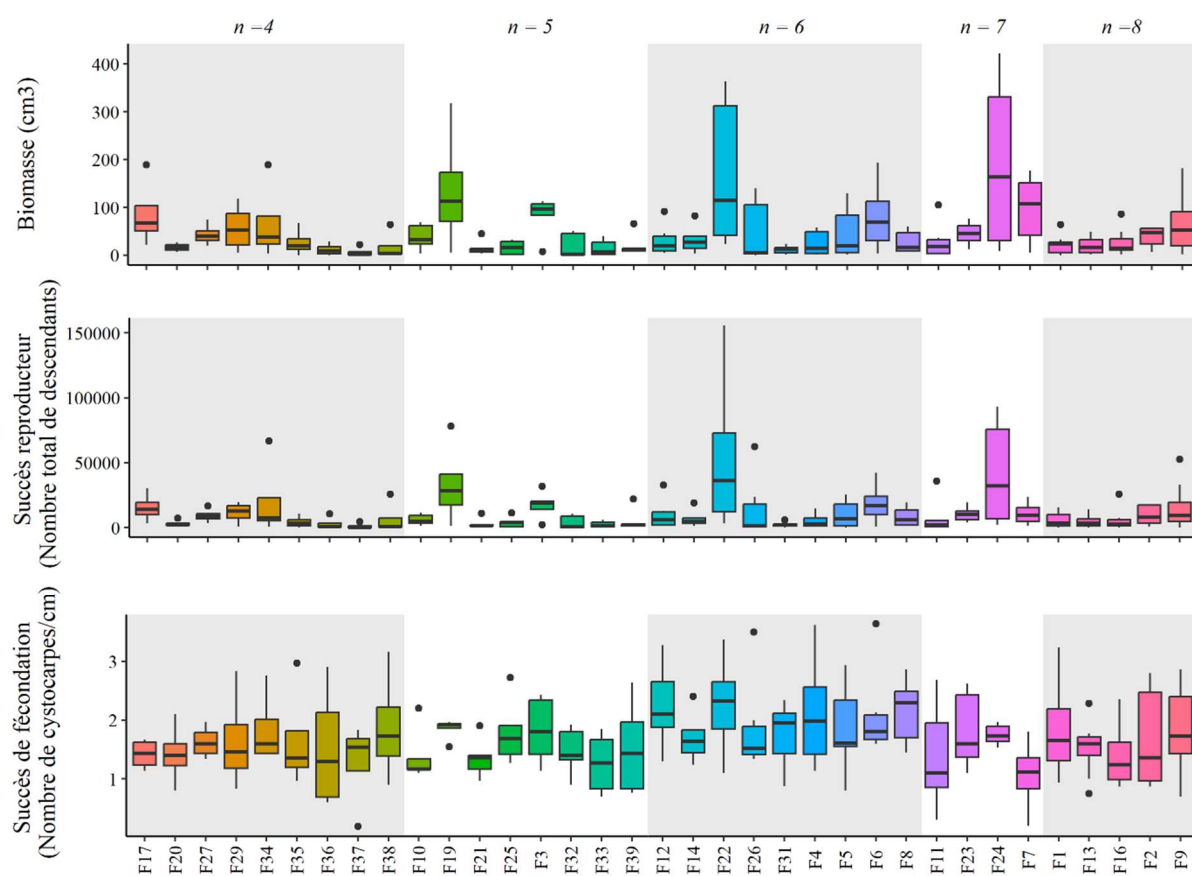 n −4 n −5 n −6 n −7 n −8
Biomasse (cm3)
400
300
200
100
0
Succès reproducteur
(Nombre total de descendants)
150000
100000
50000
0
Succès de fécondation
(Nombre de cystocarpes/cm)
3
2
1
F17 F20 F27 F29 F34 F35 F36 F37 F38 F10 F19 F21 F25 F3 F32 F33 F39 F12 F14 F22 F26 F31 F4 F5 F6 F8 F11 F23 F24 F7 F1 F13 F16 F2 F9